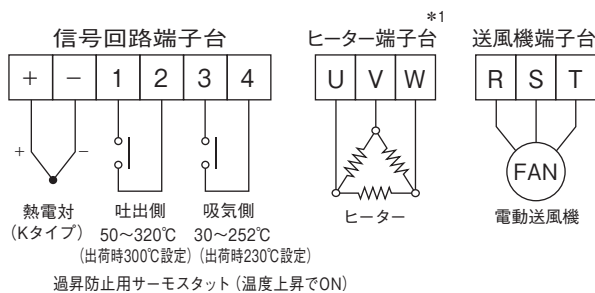 *1
信号回路端子台 ヒーター端子台 送風機端子台
+ − 1 2 3 4 U V W R S T
+ −
FAN
熱電対 吐出側 吸気側 ヒーター 電動送風機
(Kタイプ) 50〜320℃ 30〜252℃
(出荷時300℃設定) (出荷時230℃設定)
過昇防止用サーモスタット (温度上昇でON)